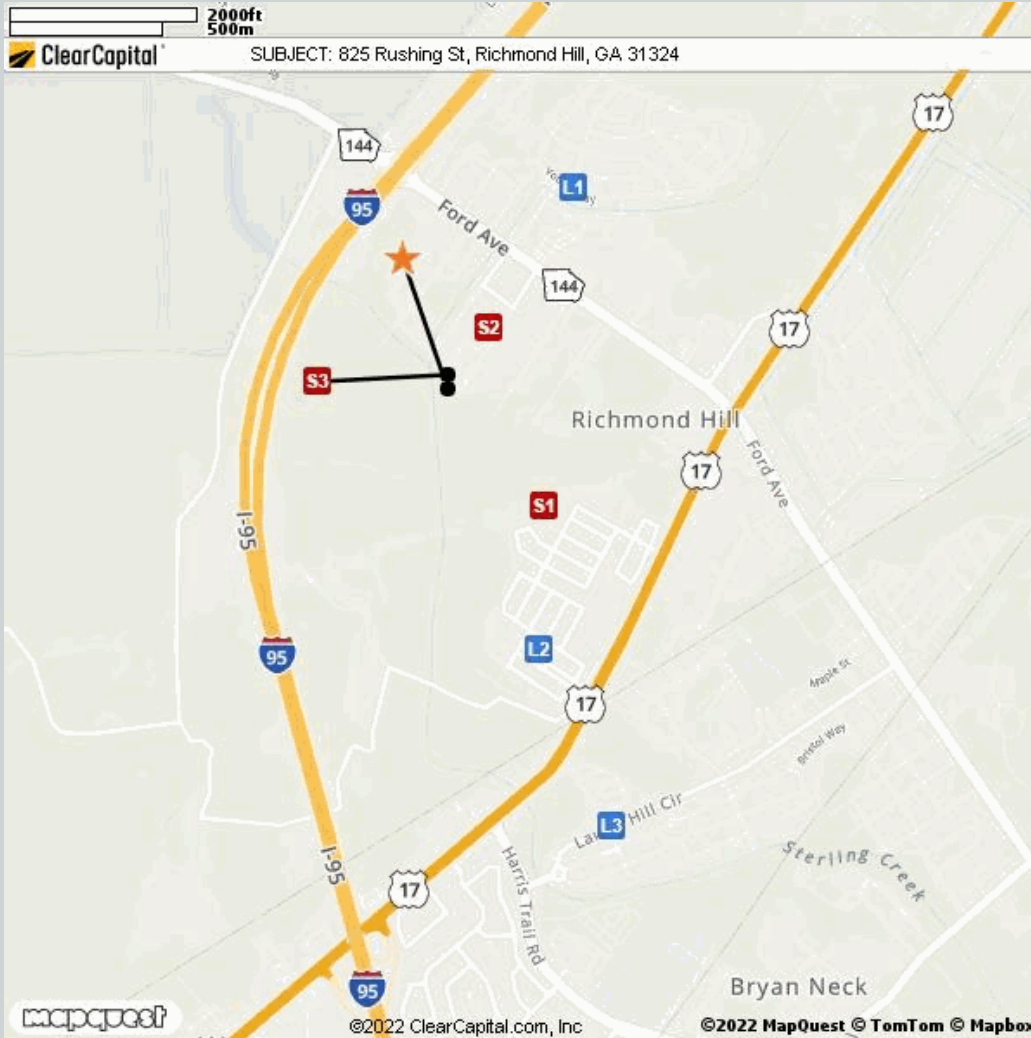 2000ft
500m
ClearCapital
SUBJECT: 825 Rushing St, Richmond Hill, GA 31324
17
144
L1
95
Ford Ave
144
S2
17
S3
Richmond Hill
17
Ford Ave
S1
I-95
95
L2
Maple St
17
Bristol Way
L3
Hill Cir
Sterling Creek
I-95
Harris Trail Rd
17
95
Bryan Neck
mapquest
©2022 ClearCapital.com, Inc
©2022 MapQuest © TomTom © Mapbox